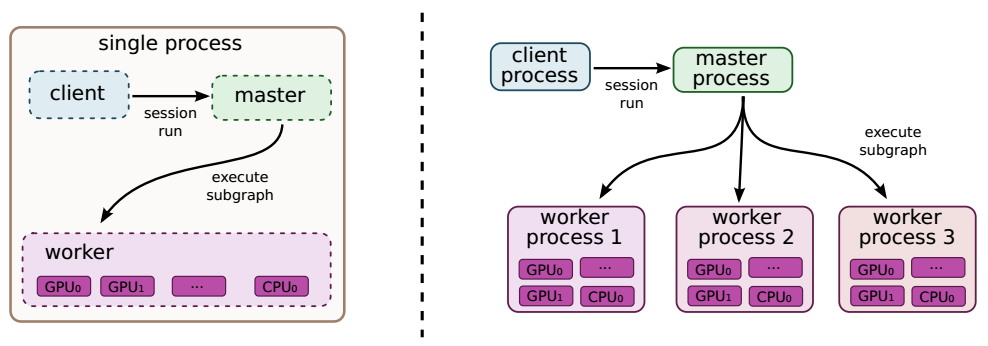 single process
client
master
session
run
execute
subgraph
worker
GPU₀
GPU₁
...
CPU₀
client
process
master
process
session
run
execute
subgraph
worker
process 1
GPU₀
...
GPU₁
CPU₀
worker
process 2
GPU₀
...
GPU₁
CPU₀
worker
process 3
GPU₀
...
GPU₁
CPU₀